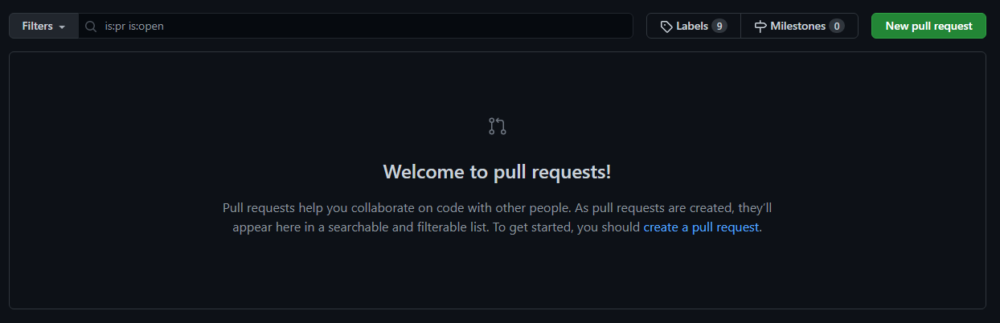 Filters
is:pr is:open
Labels 9
Milestones 0
New pull request
Welcome to pull requests!
Pull requests help you collaborate on code with other people. As pull requests are created, they’ll
appear here in a searchable and filterable list. To get started, you should create a pull request.